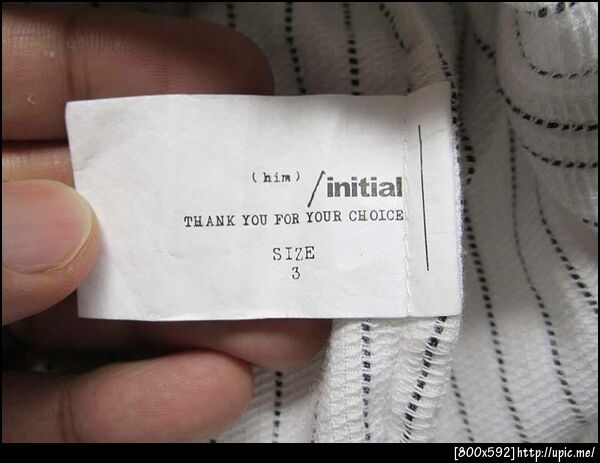 (him) /initial
THANK YOU FOR YOUR CHOICE
SIZE
3
[800x592]http://upic.me/